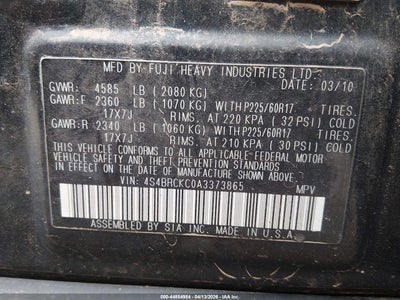 MFD. BY FUJI HEAVY INDUSTRIES LTD.
GVWR: 4585 LB ( 2080 KG) DATE: 03/10
GAWR:F 2360 LB ( 1070 KG) WITH P225/60R17 TIRES.
17X7J RIMS. AT 220 KPA ( 32 PSI) COLD
GAWR:R 2340 LB ( 1060 KG) WITH P225/60R17 TIRES.
17X7J RIMS. AT 210 KPA ( 30 PSI) COLD
THIS VEHICLE CONFORMS TO ALL APPLICABLE FEDERAL MOTOR
VEHICLE SAFETY, BUMPER, AND THEFT PREVENTION STANDARDS IN
EFFECT ON THE DATE OF MANUFACTURE SHOWN ABOVE.
VIN: 4S4BRCKC0A3373865 MPV
ASSEMBLED BY SIA INC. IN U.S.A.
000-44884984 - 04/13/2026 - IAAI.COM